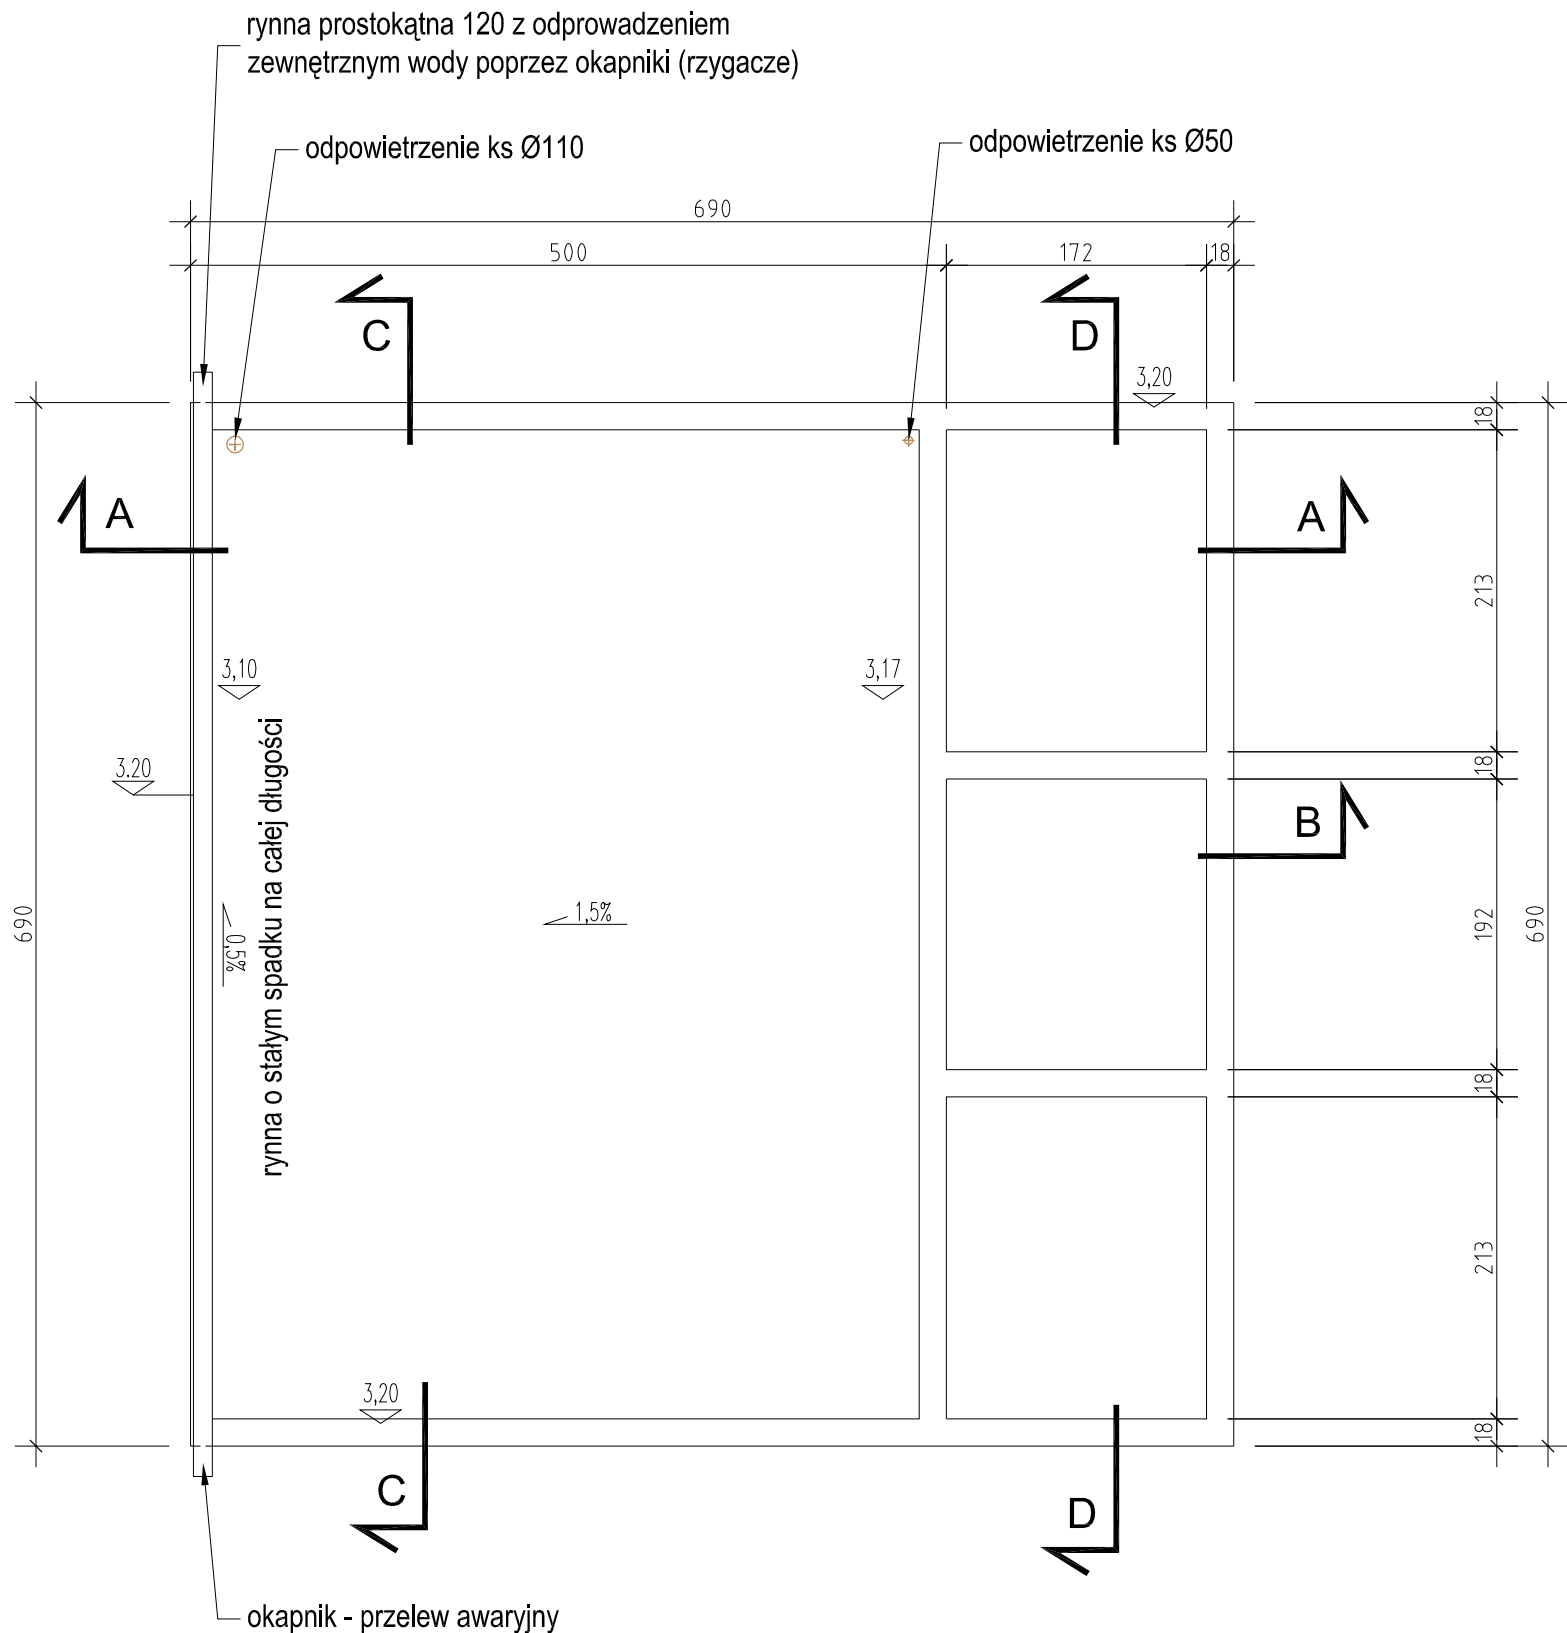 rynna prostokątna 120 z odprowadzeniem
zewnętrznym wody poprzez okapniki (rzygacze)
odpowietrzenie ks Ø110
odpowietrzenie ks Ø50
690
500
172
18
C
D
3,20
18
A
A
213
3,10
3,17
3.20
18
B
rynna o stałym spadku na całej długości
690
0,5%
1,5%
192
690
18
213
3,20
18
C
D
okapnik - przelew awaryjny